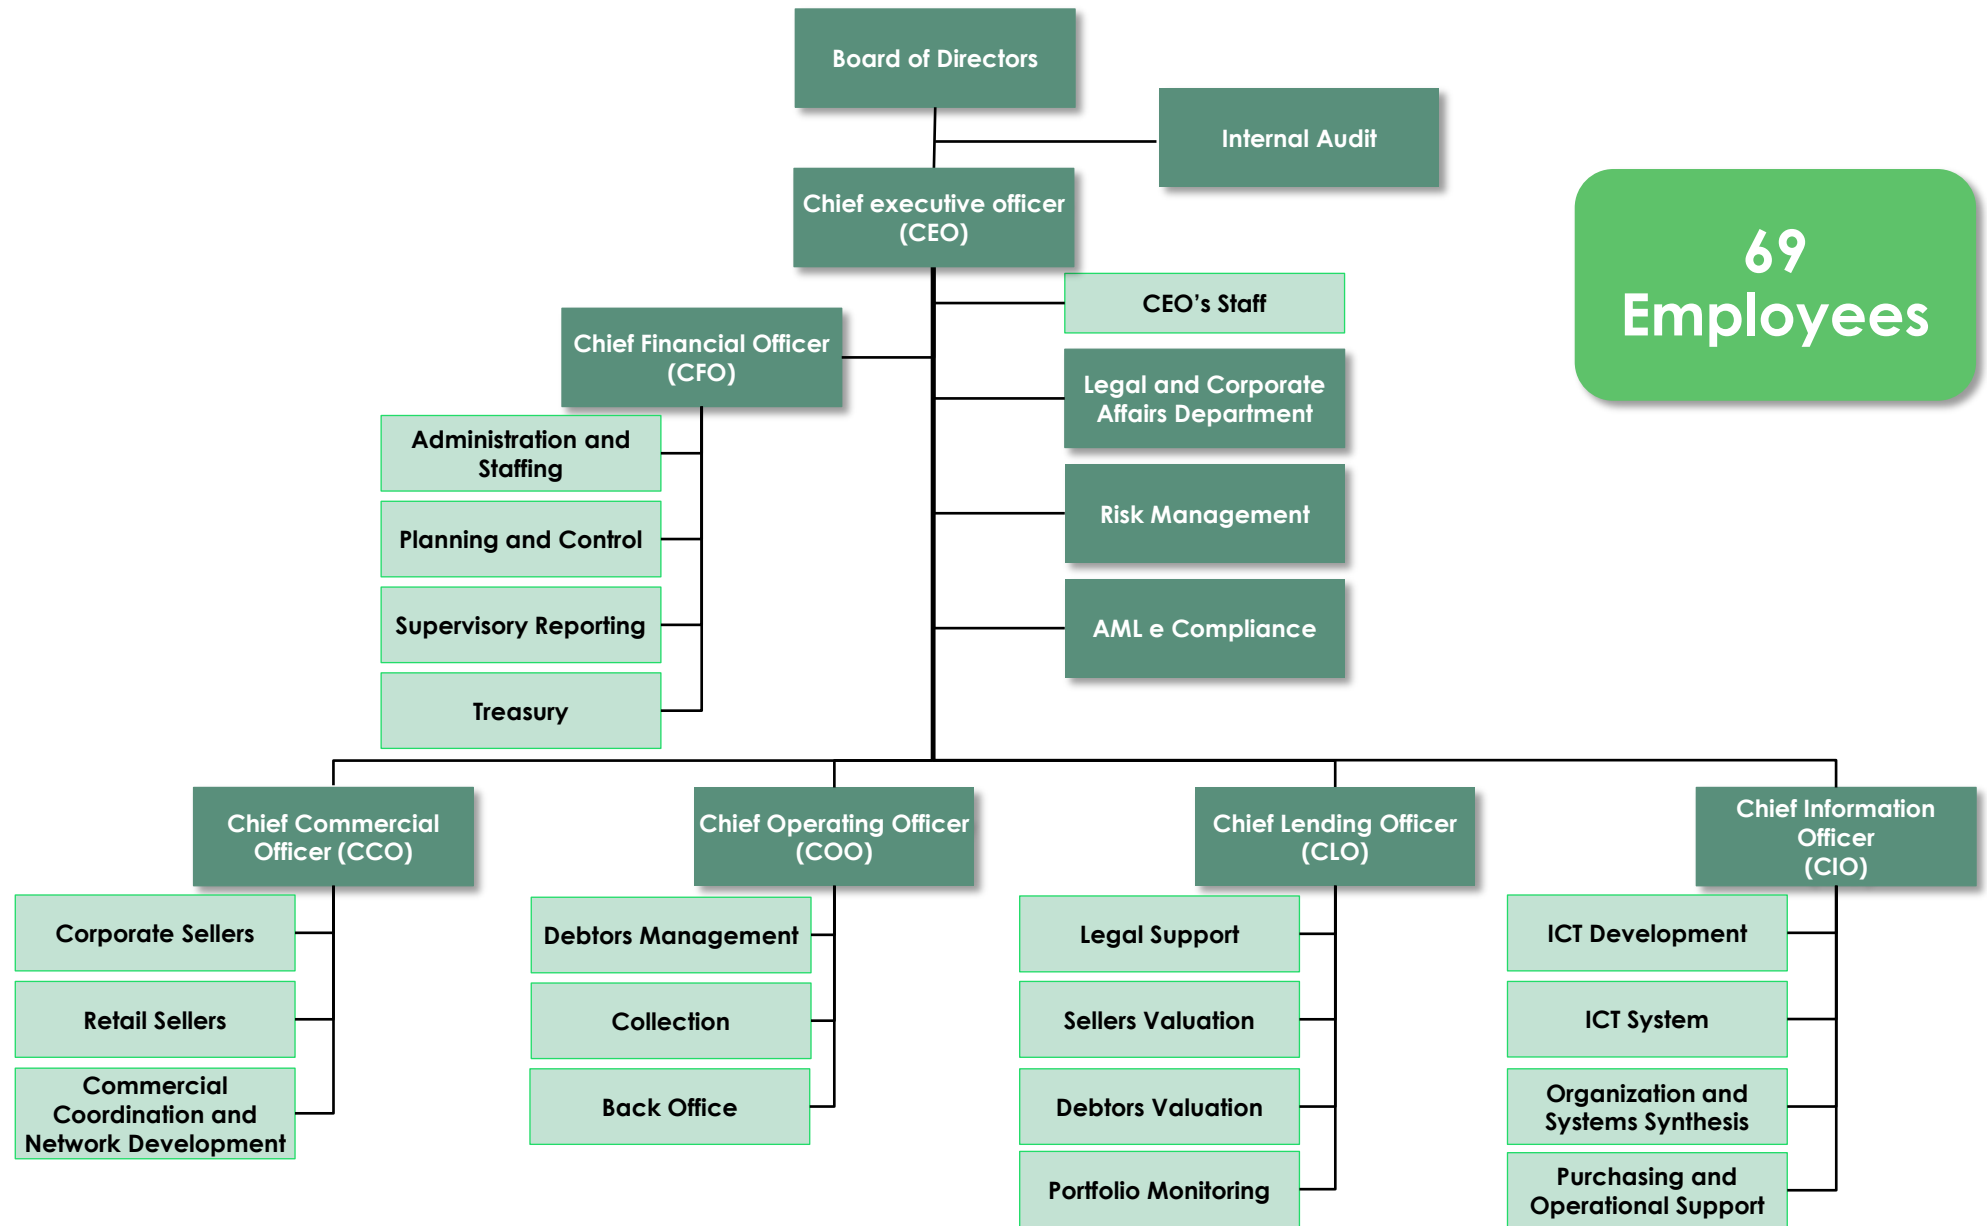 Board of Directors
Internal Audit
Chief executive officer
(CEO)
69
Employees
CEO’s Staff
Chief Financial Officer
(CFO)
Legal and Corporate
Affairs Department
Administration and
Staffing
Risk Management
Planning and Control
Supervisory Reporting
AML e Compliance
Treasury
Chief Commercial
Officer (CCO)
Chief Operating Officer
(COO)
Chief Lending Officer
(CLO)
Chief Information
Officer
(CIO)
Corporate Sellers
Retail Sellers
Commercial
Coordination and
Network Development
Debtors Management
Collection
Back Office
Legal Support
Sellers Valuation
Debtors Valuation
Portfolio Monitoring
ICT Development
ICT System
Organization and
Systems Synthesis
Purchasing and
Operational Support